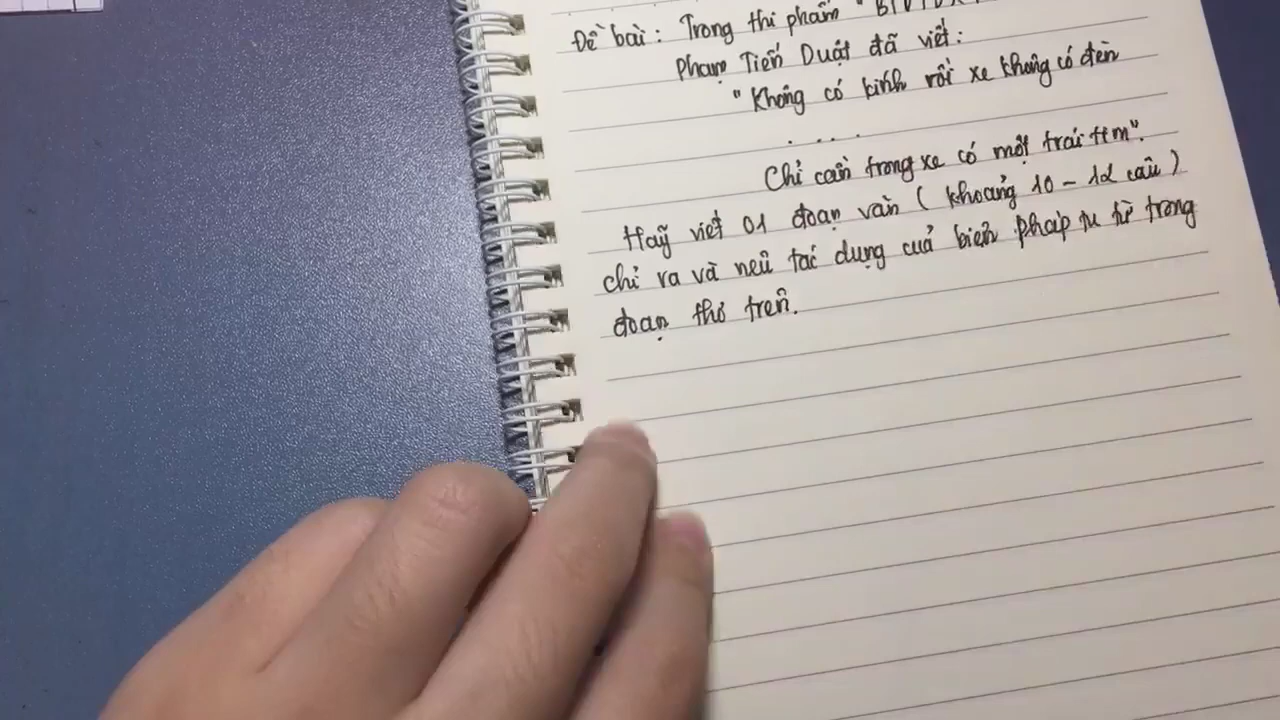 Đề bài: Trong thi phẩm "
Phạm Tiến Duật đã viết:
"Không có kính rồi xe không có đèn
....
Chỉ cần trong xe có một trái tim".
Hãy viết 01 đoạn văn (khoảng 10 - 12 câu)
chỉ ra và nêu tác dụng của biện pháp tu từ trong
đoạn thơ trên.